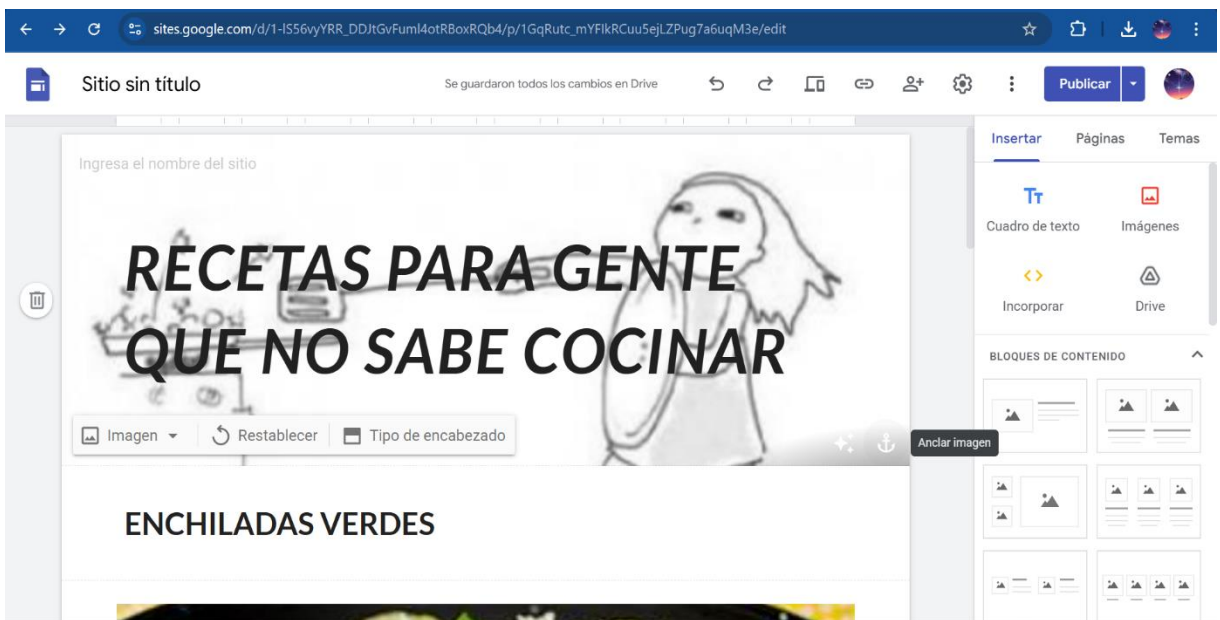 sites.google.com/d/1-lS56vyYRR_DDJtGvFuml4otRBoxRQb4/p/1GqRutc_mYFlkRCuu5ejLZPug7a6uqM3e/edit
Sitio sin título
Se guardaron todos los cambios en Drive
Publicar
Ingresa el nombre del sitio
RECETAS PARA GENTE
QUE NO SABE COCINAR
Imagen
Restablecer
Tipo de encabezado
Anclar imagen
ENCHILADAS VERDES
Insertar
Páginas
Temas
Tт
Cuadro de texto
Imágenes
Incorporar
Drive
BLOQUES DE CONTENIDO